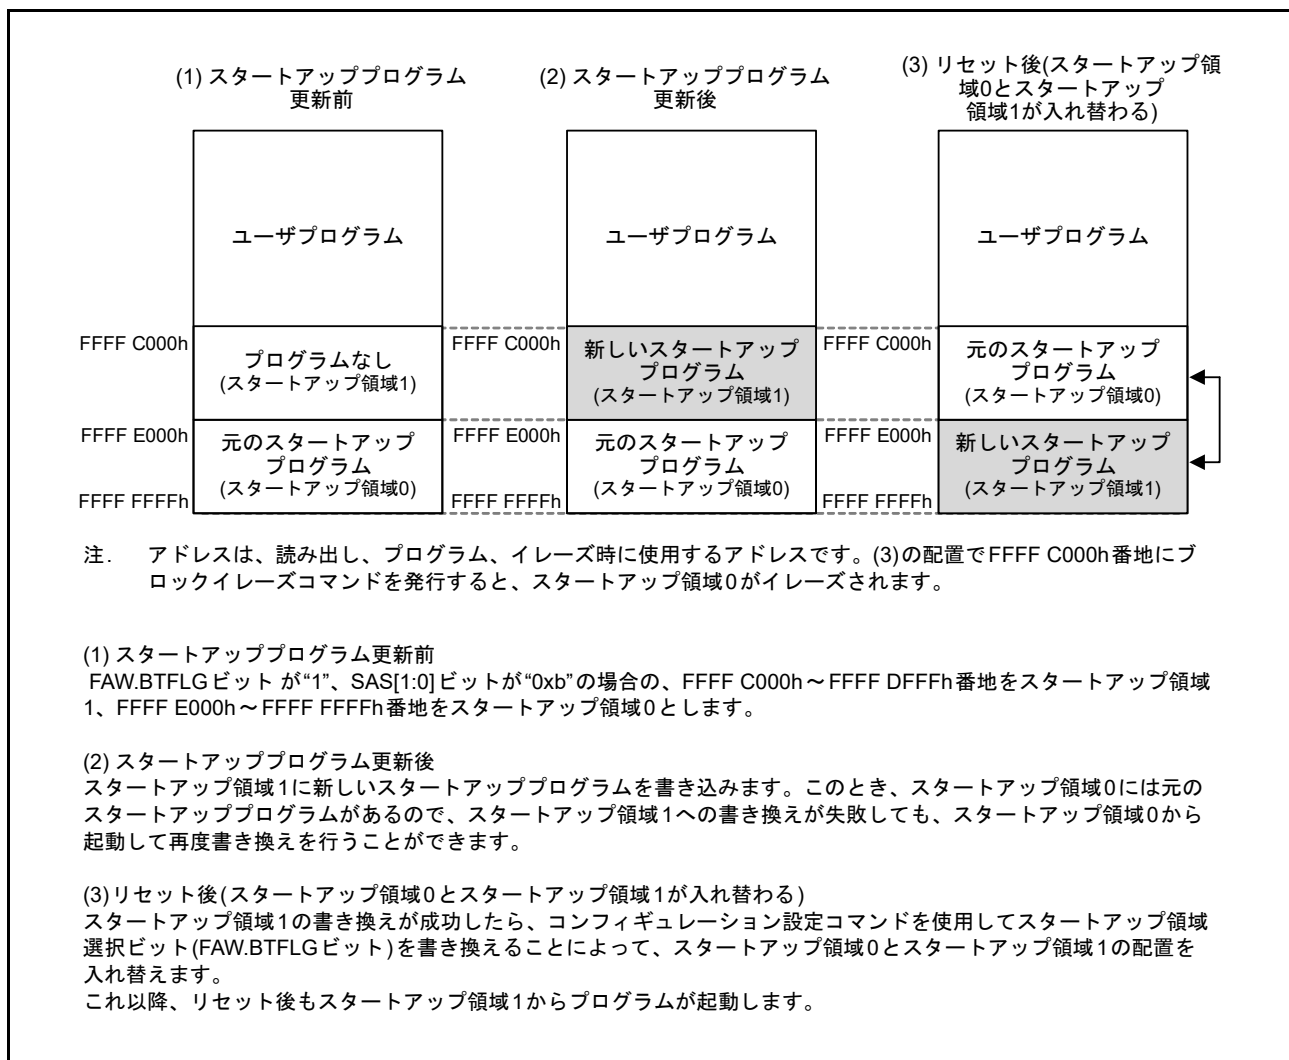 (1) スタートアッププログラム
更新前
(2) スタートアッププログラム
更新後
(3) リセット後(スタートアップ領
域0とスタートアップ
領域1が入れ替わる)
ユーザプログラム
ユーザプログラム
ユーザプログラム
FFFF C000h
プログラムなし
(スタートアップ領域1)
FFFF C000h
新しいスタートアップ
プログラム
(スタートアップ領域1)
FFFF C000h
元のスタートアップ
プログラム
(スタートアップ領域0)
FFFF E000h
元のスタートアップ
プログラム
(スタートアップ領域0)
FFFF FFFFh
FFFF E000h
元のスタートアップ
プログラム
(スタートアップ領域0)
FFFF FFFFh
FFFF E000h
新しいスタートアップ
プログラム
(スタートアップ領域1)
FFFF FFFFh
注. アドレスは、読み出し、プログラム、イレーズ時に使用するアドレスです。(3)の配置でFFFF C000h番地にブ
ロックイレーズコマンドを発行すると、スタートアップ領域0がイレーズされます。
(1) スタートアッププログラム更新前
FAW.BTFLGビット が“1”、SAS[1:0]ビットが“0xb”の場合の、FFFF C000h～FFFF DFFFh番地をスタートアップ領域
1、FFFF E000h～FFFF FFFFh番地をスタートアップ領域0とします。
(2) スタートアッププログラム更新後
スタートアップ領域1に新しいスタートアッププログラムを書き込みます。このとき、スタートアップ領域0には元の
スタートアッププログラムがあるので、スタートアップ領域1への書き換えが失敗しても、スタートアップ領域0から
起動して再度書き換えを行うことができます。
(3)リセット後(スタートアップ領域0とスタートアップ領域1が入れ替わる)
スタートアップ領域1の書き換えが成功したら、コンフィギュレーション設定コマンドを使用してスタートアップ領域
選択ビット(FAW.BTFLGビット)を書き換えることによって、スタートアップ領域0とスタートアップ領域1の配置を
入れ替えます。
これ以降、リセット後もスタートアップ領域1からプログラムが起動します。